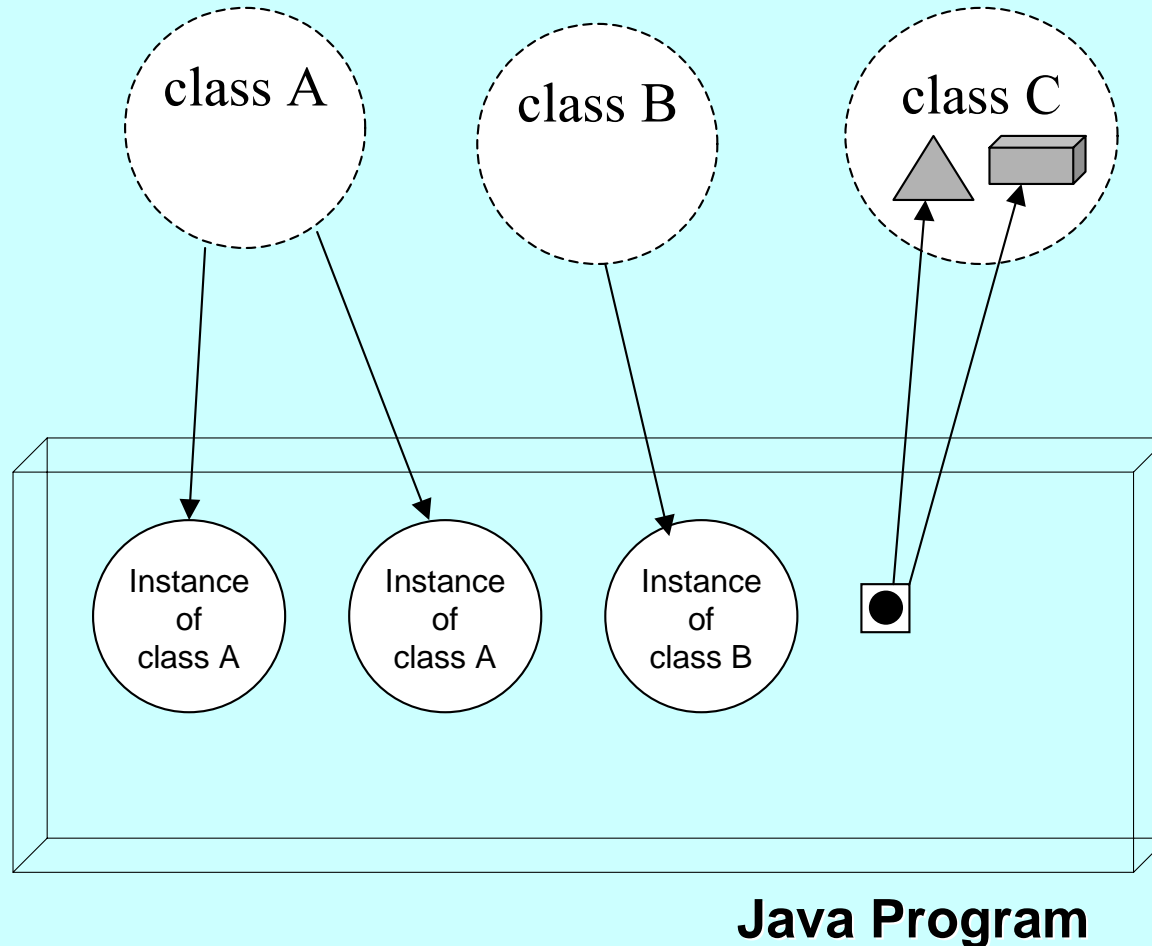 class A
class B
class C
Instance
of
class A
Instance
of
class A
Instance
of
class B
Java Program